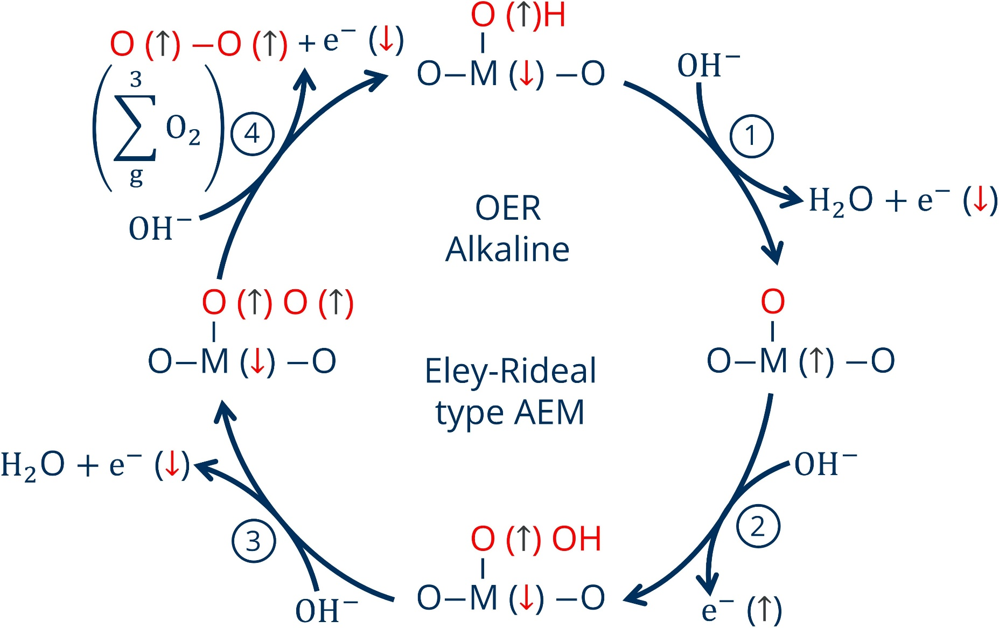 O (↑)H
O (↑) –O (↑) + e⁻ (↓)
O–M (↓) –O
OH⁻
3
∑ O₂
g
4
1
H₂O + e⁻ (↓)
OH⁻
OER
Alkaline
O (↑) O (↑)
O–M (↓) –O
O
O–M (↑) –O
Eley-Rideal
type AEM
H₂O + e⁻ (↓)
OH⁻
3
2
O (↑) OH
O–M (↓) –O
OH⁻
e⁻ (↑)